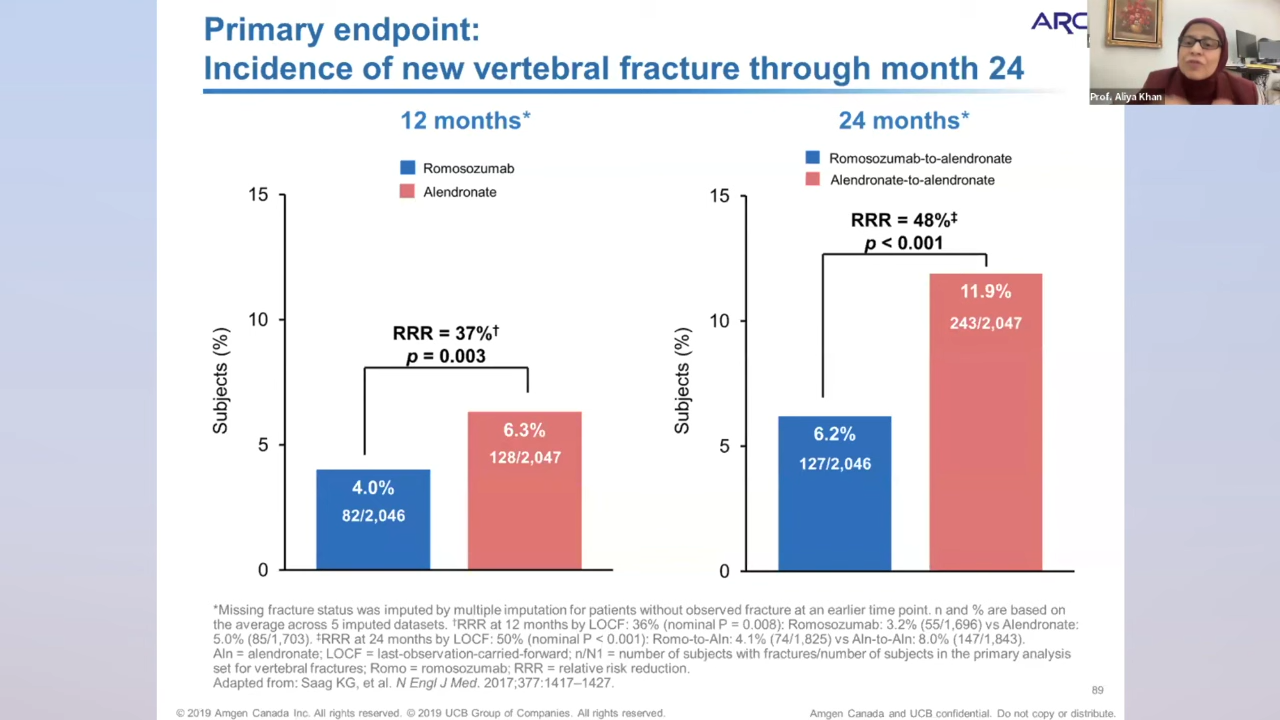 Primary endpoint:
Incidence of new vertebral fracture through month 24
ARC
Prof. Aliya Khan
12 months*
Romosozumab
Alendronate
15
10
5
0
Subjects (%)
RRR = 37%†
p = 0.003
4.0%
82/2,046
6.3%
128/2,047
24 months*
Romosozumab-to-alendronate
Alendronate-to-alendronate
15
10
5
0
Subjects (%)
RRR = 48%‡
p < 0.001
6.2%
127/2,046
11.9%
243/2,047
*Missing fracture status was imputed by multiple imputation for patients without observed fracture at an earlier time point. n and % are based on
the average across 5 imputed datasets. †RRR at 12 months by LOCF: 36% (nominal P = 0.008): Romosozumab: 3.2% (55/1,696) vs Alendronate:
5.0% (85/1,703). ‡RRR at 24 months by LOCF: 50% (nominal P < 0.001): Romo-to-Aln: 4.1% (74/1,825) vs Aln-to-Aln: 8.0% (147/1,843).
Aln = alendronate; LOCF = last-observation-carried-forward; n/N1 = number of subjects with fractures/number of subjects in the primary analysis
set for vertebral fractures; Romo = romosozumab; RRR = relative risk reduction.
Adapted from: Saag KG, et al. N Engl J Med. 2017;377:1417–1427.
89
© 2019 Amgen Canada Inc. All rights reserved. © 2019 UCB Group of Companies. All rights reserved.
Amgen Canada and UCB confidential. Do not copy or distribute.